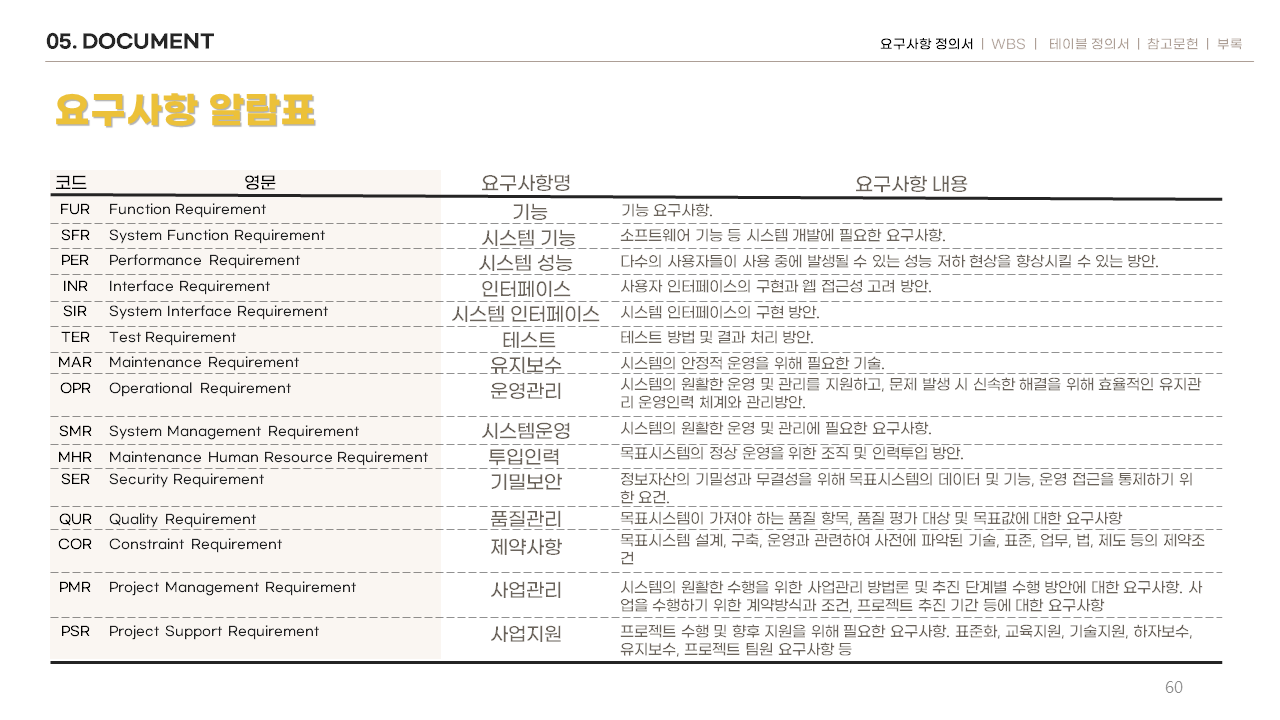 05. DOCUMENT
요구사항 정의서 | WBS | 테이블 정의서 | 참고문헌 | 부록
요구사항 알람표
코드 영문 요구사항명 요구사항 내용
FUR Function Requirement 기능 기능 요구사항.
SFR System Function Requirement 시스템 기능 소프트웨어 기능 등 시스템 개발에 필요한 요구사항.
PER Performance Requirement 시스템 성능 다수의 사용자들이 사용 중에 발생될 수 있는 성능 저하 현상을 향상시킬 수 있는 방안.
INR Interface Requirement 인터페이스 사용자 인터페이스의 구현과 웹 접근성 고려 방안.
SIR System Interface Requirement 시스템 인터페이스 시스템 인터페이스의 구현 방안.
TER Test Requirement 테스트 테스트 방법 및 결과 처리 방안.
MAR Maintenance Requirement 유지보수 시스템의 안정적 운영을 위해 필요한 기술.
OPR Operational Requirement 운영관리 시스템의 원활한 운영 및 관리를 지원하고, 문제 발생 시 신속한 해결을 위해 효율적인 유지관
리 운영인력 체계와 관리방안.
SMR System Management Requirement 시스템운영 시스템의 원활한 운영 및 관리에 필요한 요구사항.
MHR Maintenance Human Resource Requirement 투입인력 목표시스템의 정상 운영을 위한 조직 및 인력투입 방안.
SER Security Requirement 기밀보안 정보자산의 기밀성과 무결성을 위해 목표시스템의 데이터 및 기능, 운영 접근을 통제하기 위
한 요건.
QUR Quality Requirement 품질관리 목표시스템이 가져야 하는 품질 항목, 품질 평가 대상 및 목표값에 대한 요구사항
COR Constraint Requirement 제약사항 목표시스템 설계, 구축, 운영과 관련하여 사전에 파악된 기술, 표준, 업무, 법, 제도 등의 제약조
건
PMR Project Management Requirement 사업관리 시스템의 원활한 수행을 위한 사업관리 방법론 및 추진 단계별 수행 방안에 대한 요구사항. 사
업을 수행하기 위한 계약방식과 조건, 프로젝트 추진 기간 등에 대한 요구사항
PSR Project Support Requirement 사업지원 프로젝트 수행 및 향후 지원을 위해 필요한 요구사항. 표준화, 교육지원, 기술지원, 하자보수,
유지보수, 프로젝트 팀원 요구사항 등
60